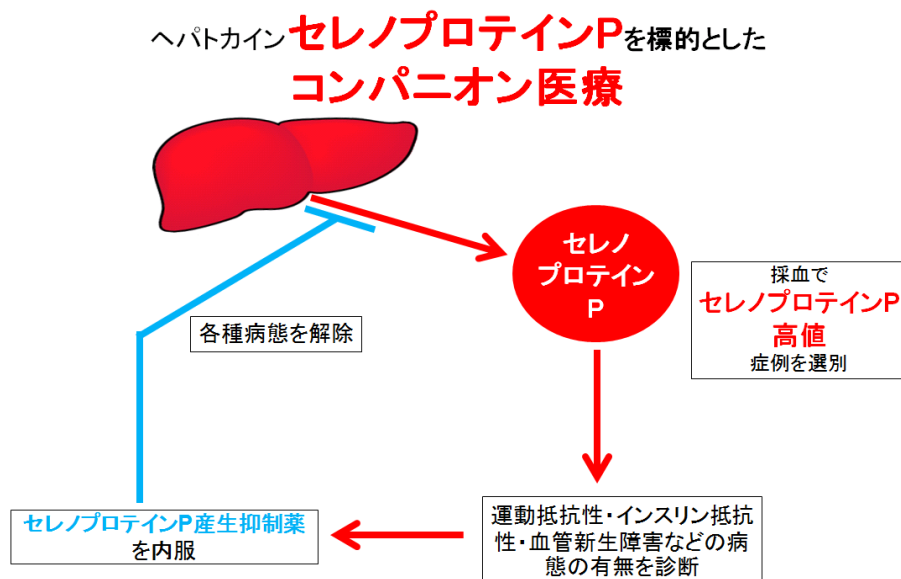 ヘパトカイン セレノプロテインPを標的とした
コンパニオン医療
セレノ
プロテイン
P
採血で
セレノプロテインP
高値
症例を選別
各種病態を解除
セレノプロテインP産生抑制薬
を内服
運動抵抗性・インスリン抵抗
性・血管新生障害などの病
態の有無を診断